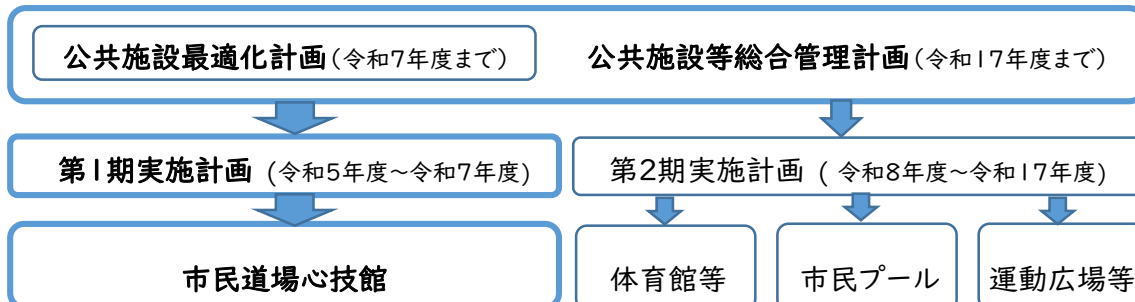 公共施設最適化計画(令和7年度まで) 公共施設等総合管理計画(令和17年度まで)
第1期実施計画 (令和5年度~令和7年度) 第2期実施計画 ( 令和8年度~令和17年度)
市民道場心技館 体育館等 市民プール 運動広場等